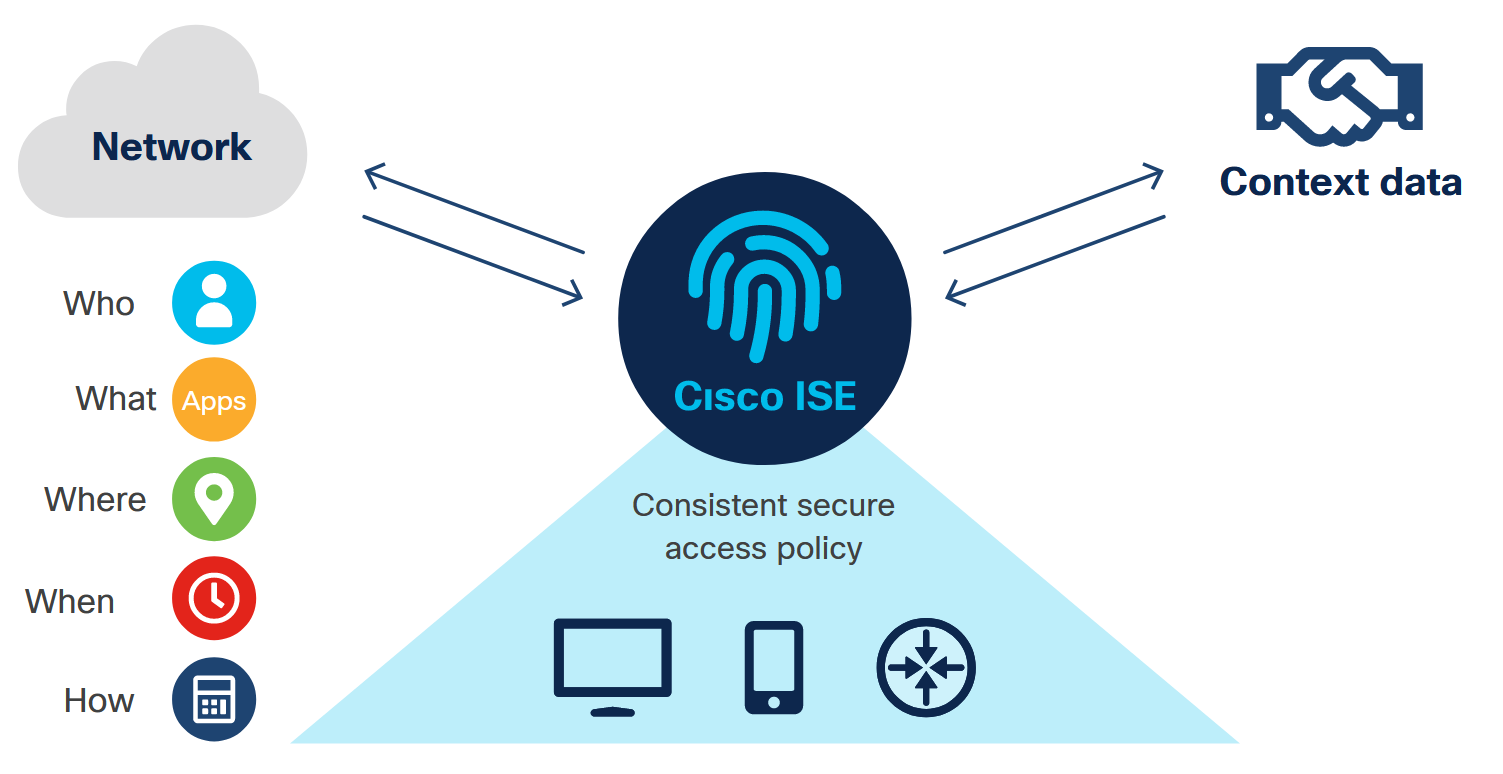 Network
Context data
Who
What
Apps
Where
When
How
Cisco ISE
Consistent secure
access policy